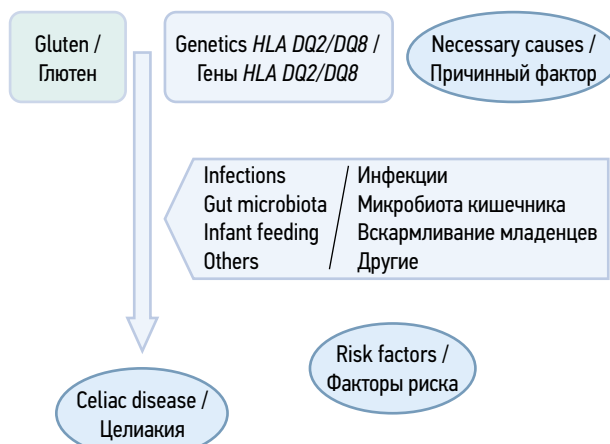 Gluten /
Глютен
Genetics HLA DQ2/DQ8 /
Гены HLA DQ2/DQ8
Necessary causes /
Причинный фактор
Infections / Инфекции
Gut microbiota Микробиота кишечника
Infant feeding Вскармливание младенцев
Others Другие
Risk factors /
Факторы риска
Celiac disease /
Целиакия